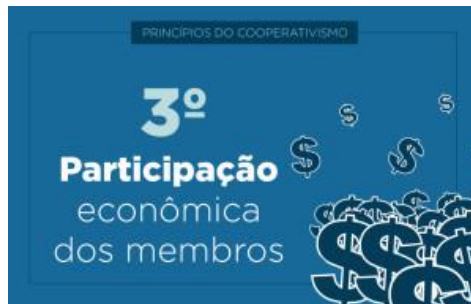 PRINCÍPIOS DO COOPERATIVISMO
3º
Participação
econômica
dos membros